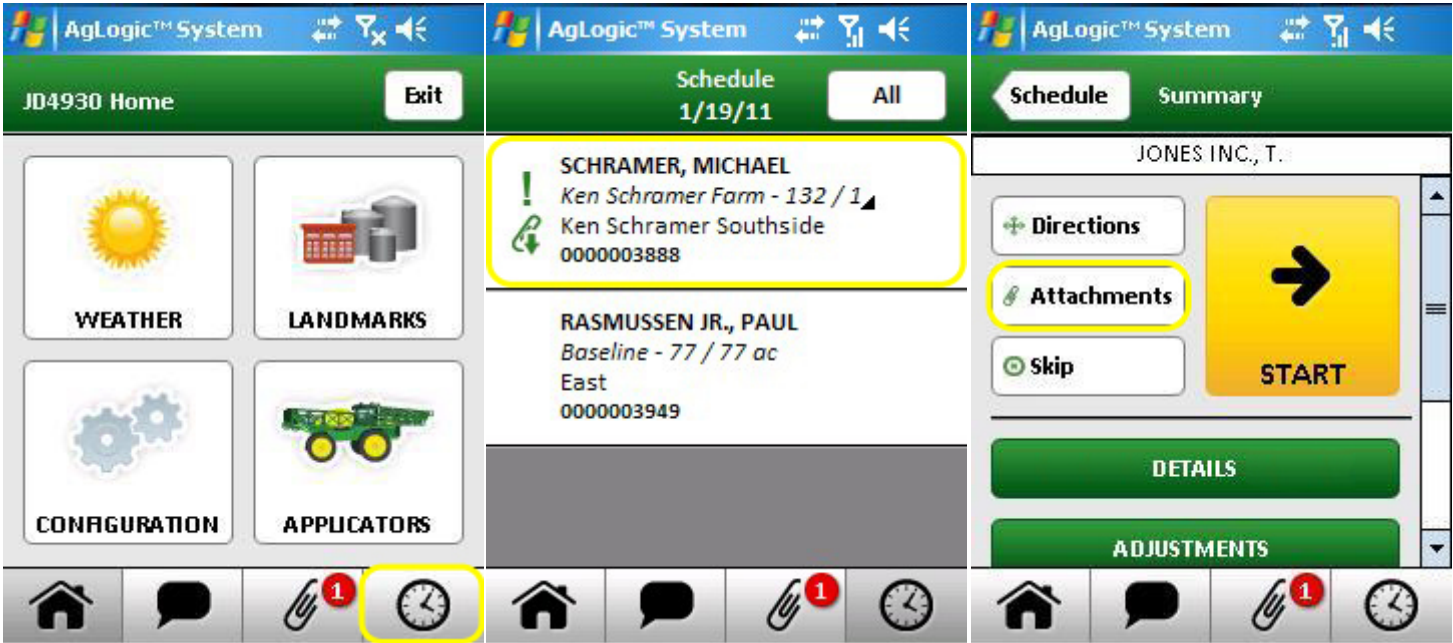 AgLogic™ System
JD4930 Home
Exit
WEATHER
LANDMARKS
CONFIGURATION
APPLICATORS
1
AgLogic™ System
Schedule
1/19/11
All
SCHRAMER, MICHAEL
Ken Schramer Farm - 132 / 1
Ken Schramer Southside
0000003888
RASMUSSEN JR., PAUL
Baseline - 77 / 77 ac
East
0000003949
1
AgLogic™ System
Schedule
Summary
JONES INC., T.
Directions
Attachments
Skip
START
DETAILS
ADJUSTMENTS
1